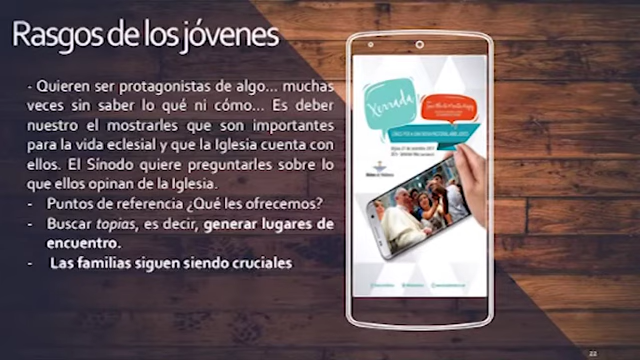 Rasgos de los jóvenes
- Quieren ser protagonistas de algo... muchas
veces sin saber lo qué ni cómo... Es deber
nuestro el mostrarles que son importantes
para la vida eclesial y que la Iglesia cuenta con
ellos. El Sínodo quiere preguntarles sobre lo
que ellos opinan de la Iglesia.
- Puntos de referencia ¿Qué les ofrecemos?
- Buscar topias, es decir, generar lugares de
encuentro.
- Las familias siguen siendo cruciales
Xerrada
22